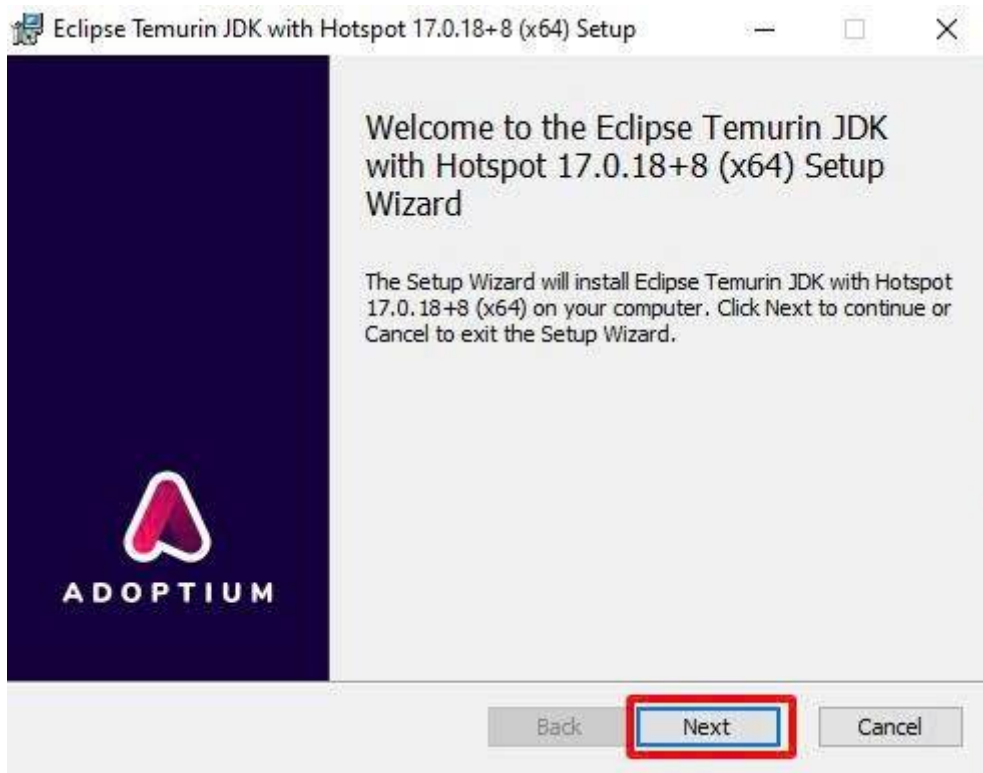 Eclipse Temurin JDK with Hotspot 17.0.18+8 (x64) Setup
Welcome to the Eclipse Temurin JDK
with Hotspot 17.0.18+8 (x64) Setup
Wizard
The Setup Wizard will install Eclipse Temurin JDK with Hotspot
17.0.18+8 (x64) on your computer. Click Next to continue or
Cancel to exit the Setup Wizard.
ADOPTIUM
Back Next Cancel